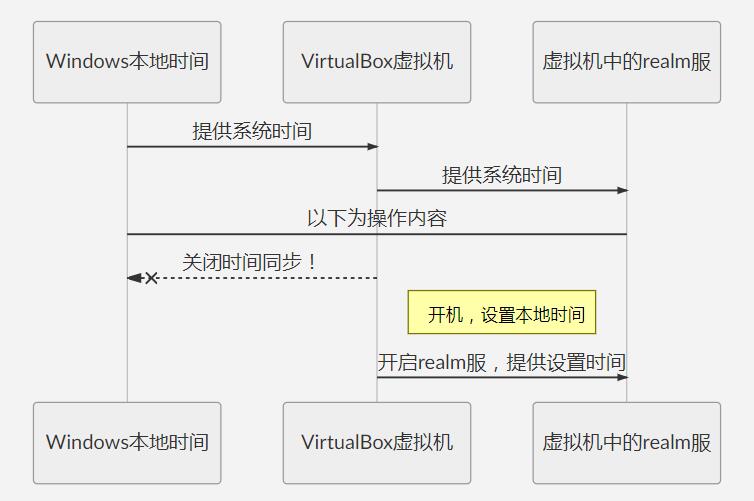 Windows本地时间
VirtualBox虚拟机
虚拟机中的realm服
提供系统时间
提供系统时间
以下为操作内容
关闭时间同步！
开机，设置本地时间
开启realm服，提供设置时间
Windows本地时间
VirtualBox虚拟机
虚拟机中的realm服